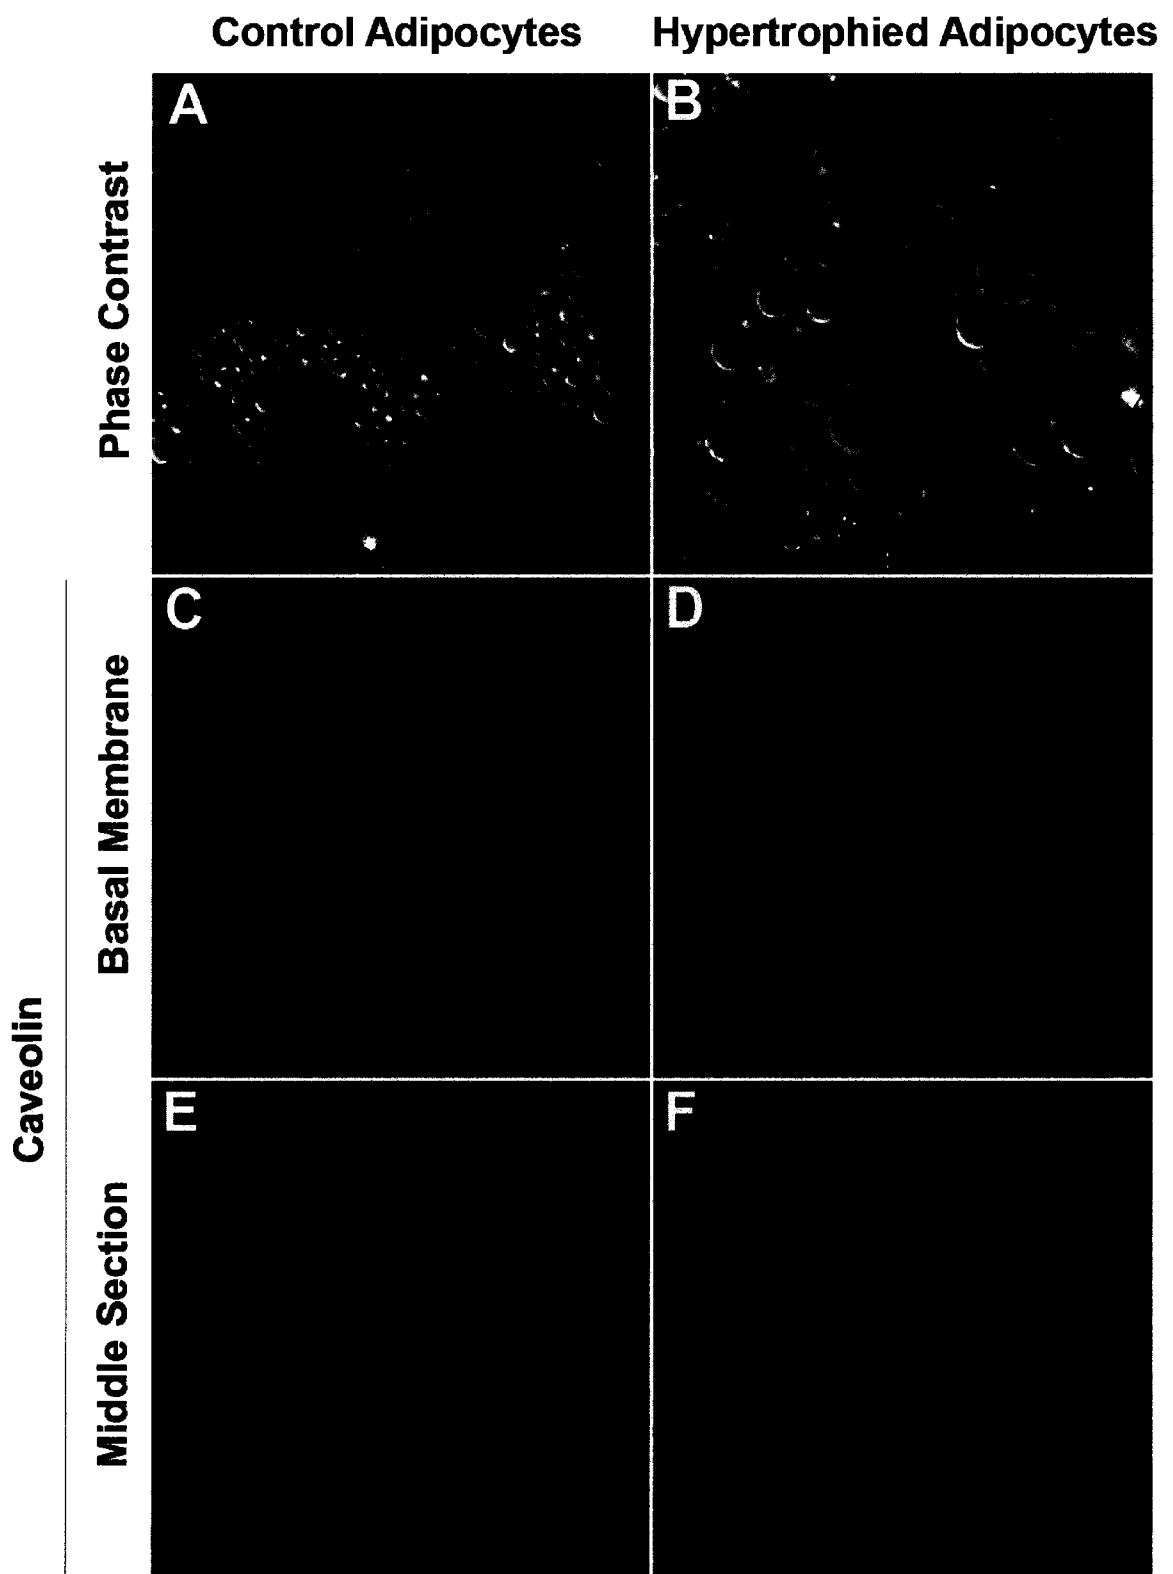 Control Adipocytes
Hypertrophied Adipocytes
Phase Contrast
A
B
Caveolin
Basal Membrane
C
D
Middle Section
E
F